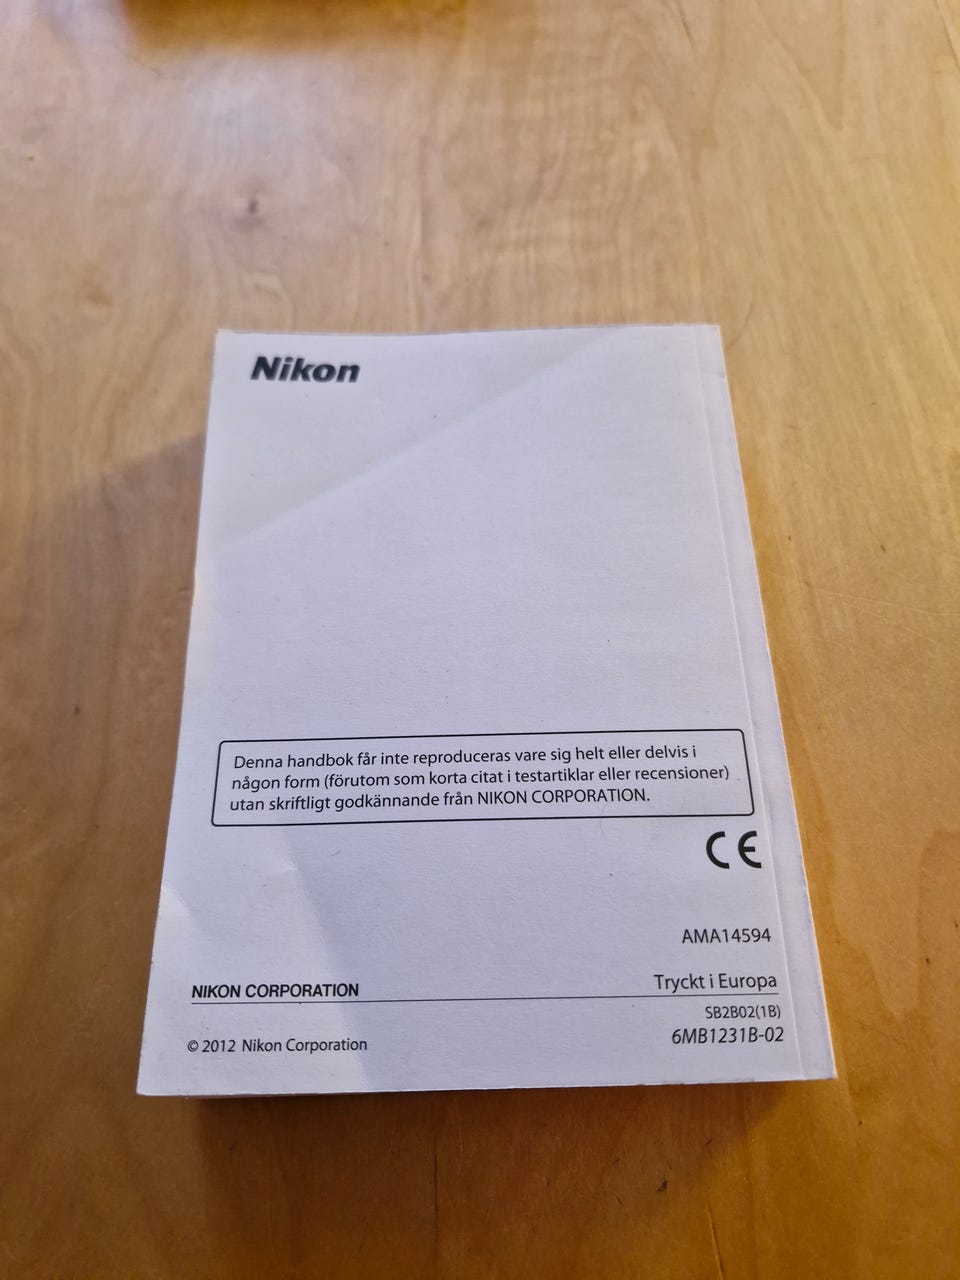 Nikon
Denna handbok får inte reproduceras vare sig helt eller delvis i
någon form (förutom som korta citat i testartiklar eller recensioner)
utan skriftligt godkännande från NIKON CORPORATION.
CE
AMA14594
NIKON CORPORATION
Tryckt i Europa
© 2012 Nikon Corporation
SB2B02(1B)
6MB1231B-02